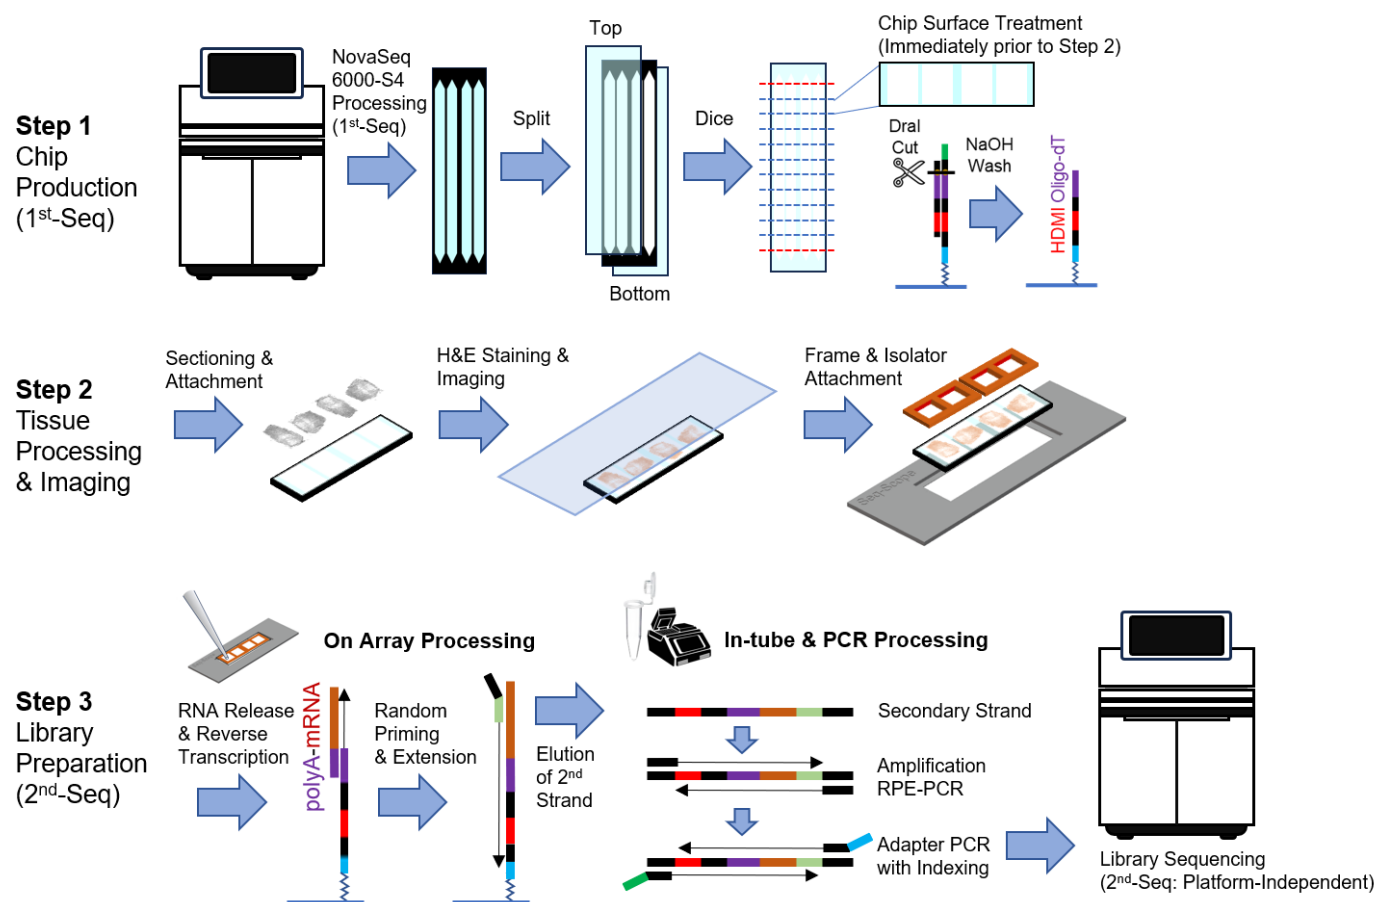 Step 1
Chip
Production
(1st-Seq)
NovaSeq
6000-S4
Processing
(1st-Seq)
Split
Top
Bottom
Dice
Chip Surface Treatment
(Immediately prior to Step 2)
DraI
Cut
NaOH
Wash
HDMI Oligo-dT
Step 2
Tissue
Processing
& Imaging
Sectioning &
Attachment
H&E Staining &
Imaging
Frame & Isolator
Attachment
Seq-Scope
Step 3
Library
Preparation
(2nd-Seq)
On Array Processing
RNA Release
& Reverse
Transcription
polyA-mRNA
Random
Priming
& Extension
Elution
of 2nd
Strand
In-tube & PCR Processing
Secondary Strand
Amplification
RPE-PCR
Adapter PCR
with Indexing
Library Sequencing
(2nd-Seq: Platform-Independent)